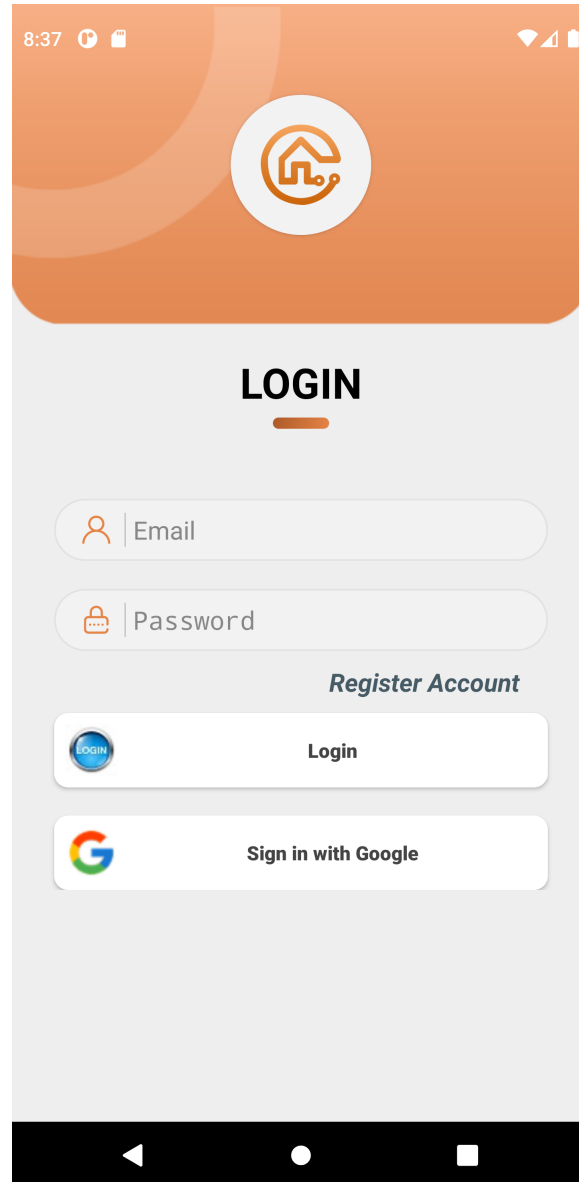 8:37
LOGIN
Email
Password
Register Account
LOGIN
Login
Sign in with Google